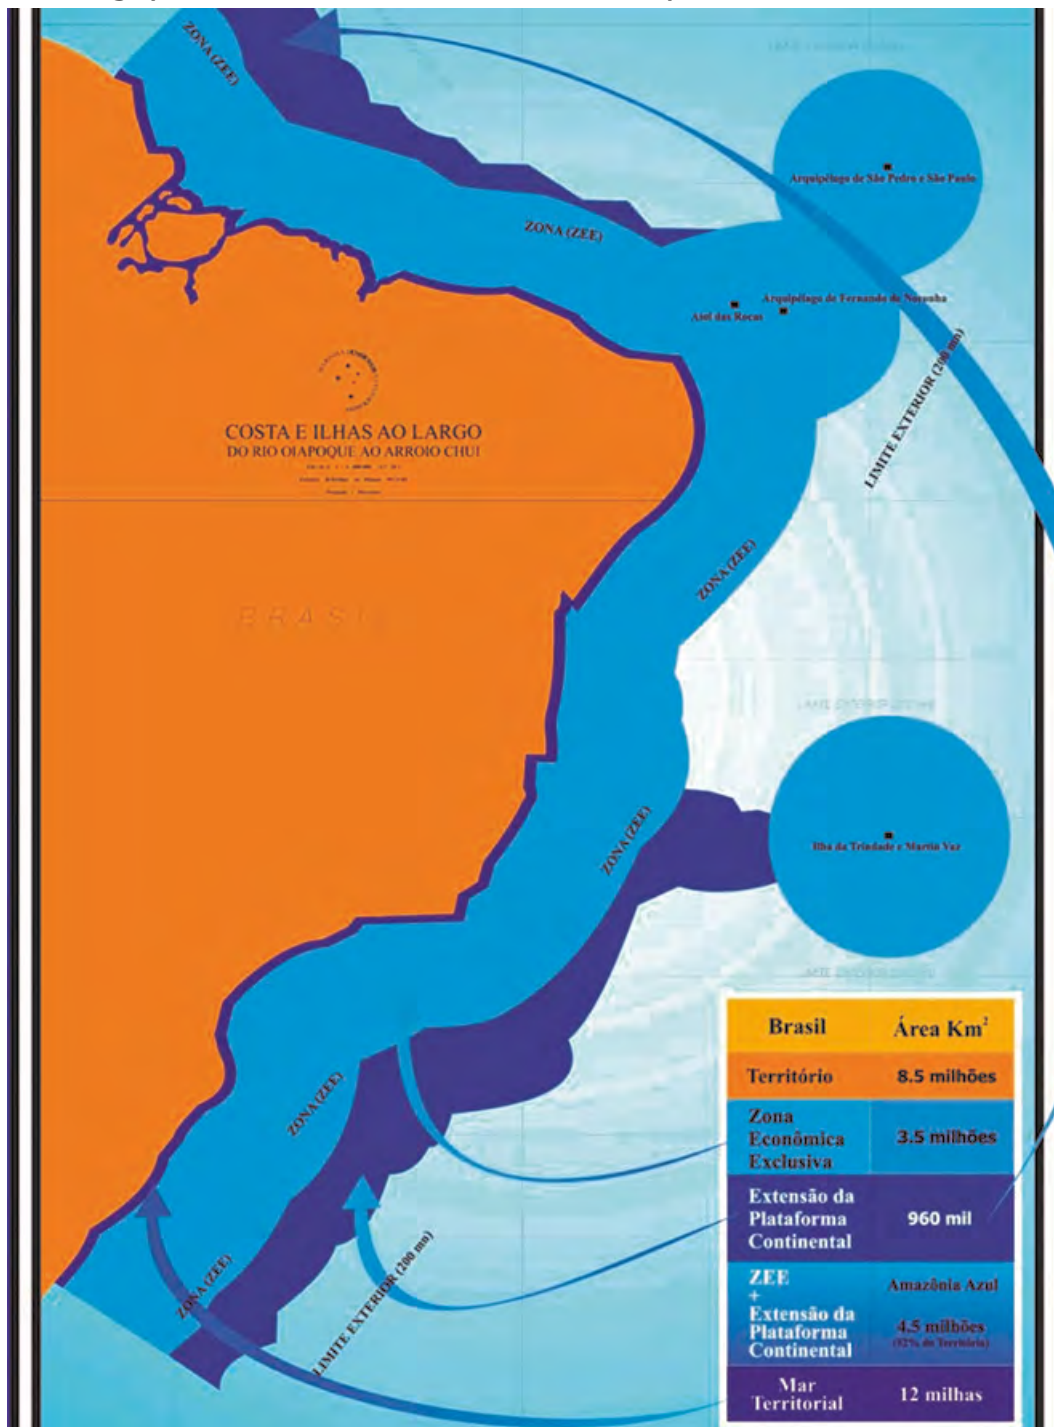 ZONA (ZEE)
Arquipélago de São Pedro e São Paulo
ZONA (ZEE)
Arquipélago de Fernando de Noronha
Atol das Rocas
LIMITE EXTERIOR (200 mn)
COSTA E ILHAS AO LARGO
DO RIO OIAPOQUE AO ARROIO CHUI
ZONA (ZEE)
BRASIL
ZONA (ZEE)
Ilha da Trindade e Martin Vaz
ZONA (ZEE)
ZONA (ZEE)
LIMITE EXTERIOR (200 mn)
Brasil Área Km²
Território 8.5 milhões
Zona
Econômica 3.5 milhões
Exclusiva
Extensão da
Plataforma 960 mil
Continental
ZEE Amazônia Azul
+
Extensão da 4.5 milhões
Plataforma (52% do Território)
Continental
Mar
Territorial 12 milhas